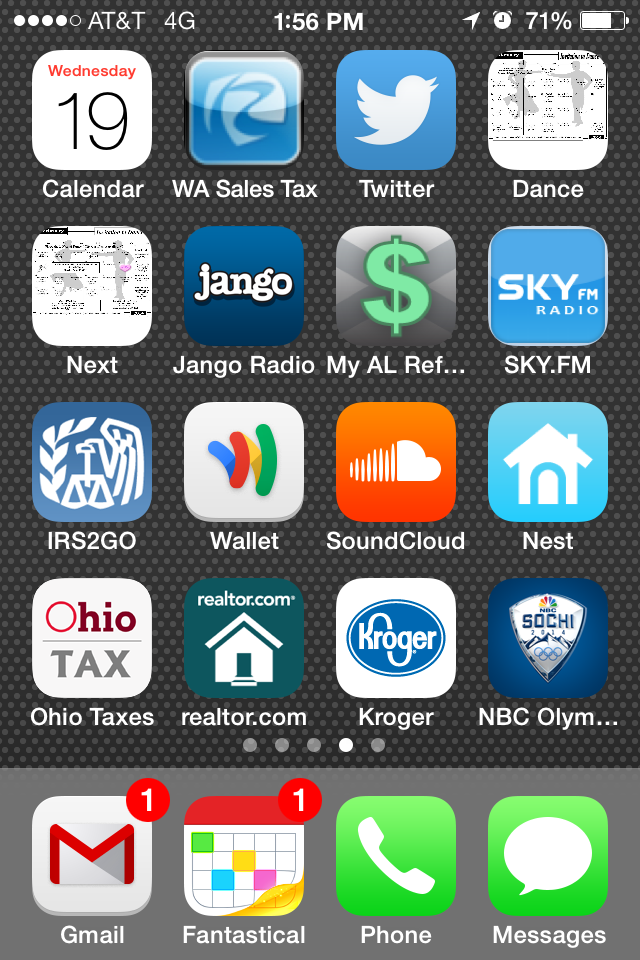 AT&T 4G 1:56 PM 71%
Wednesday
19
Calendar WA Sales Tax Twitter Dance
jango
SKY FM
RADIO
Next Jango Radio My AL Ref... SKY.FM
$
IRS2GO Wallet SoundCloud Nest
Ohio
TAX
realtor.com
Kroger
NBC
SOCHI
2014
Ohio Taxes realtor.com Kroger NBC Olym...
1
1
Gmail Fantastical Phone Messages